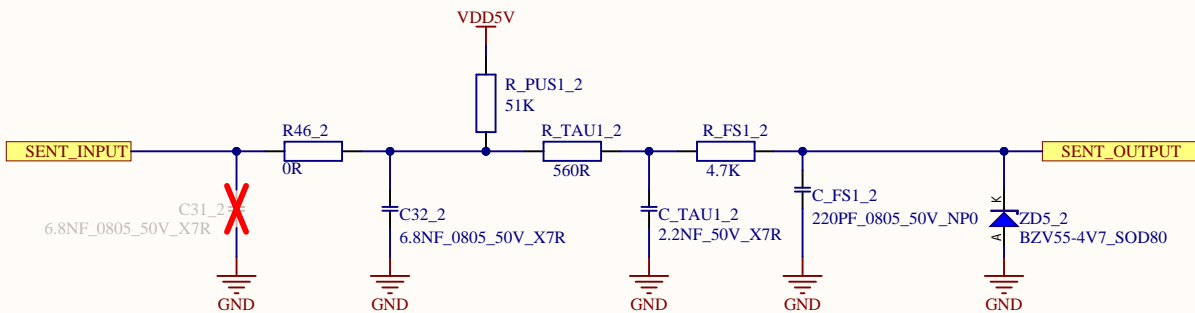 VDD5V
R_PUS1_2
51K
SENT_INPUT
R46_2
0R
R_TAU1_2
560R
R_FS1_2
4.7K
SENT_OUTPUT
C31_2
6.8NF_0805_50V_X7R
C32_2
6.8NF_0805_50V_X7R
C_TAU1_2
2.2NF_50V_X7R
C_FS1_2
220PF_0805_50V_NP0
K
A
ZD5_2
BZV55-4V7_SOD80
GND
GND
GND
GND
GND